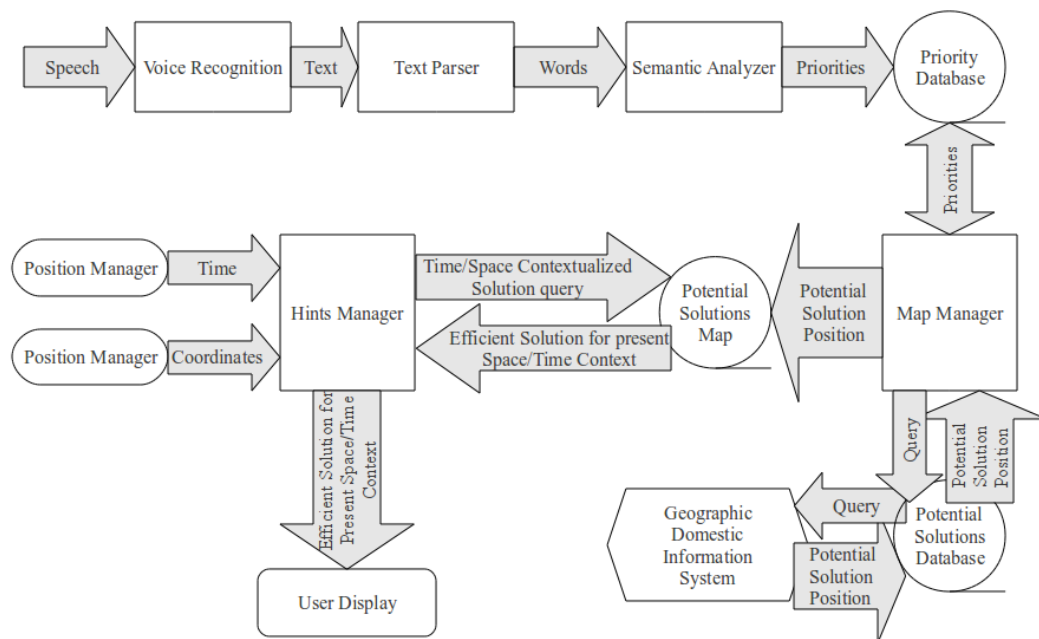 Speech
Voice Recognition
Text
Text Parser
Words
Semantic Analyzer
Priorities
Priority
Database
Priorities
Position Manager
Time
Hints Manager
Time/Space Contextualized
Solution query
Potential
Solutions
Map
Potential
Solution
Position
Map Manager
Position Manager
Coordinates
Efficient Solution for present
Space/Time Context
Efficient Solution for
Present Space/Time
Context
Query
Potential
Solution
Position
Geographic
Domestic
Information
System
Query
Potential
Solution
Position
Potential
Solutions
Database
User Display